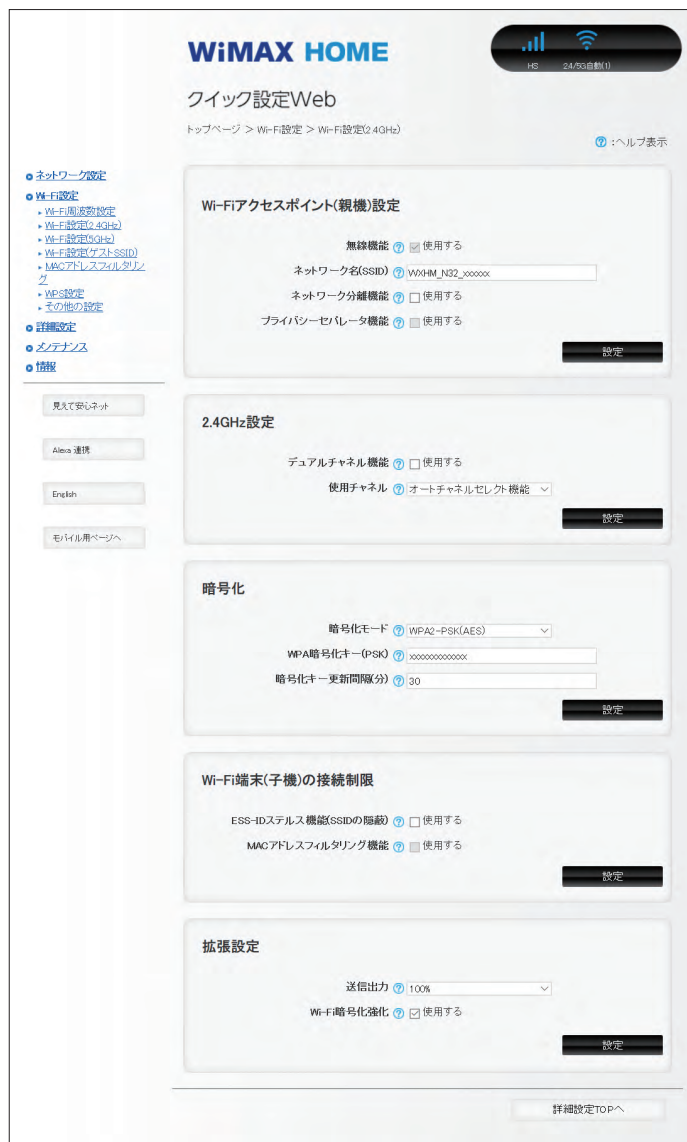 WiMAX HOME
HS 2.4/5G自動(1)
クイック設定Web
トップページ > Wi-Fi設定 > Wi-Fi設定(2.4GHz)
:ヘルプ表示
ネットワーク設定
Wi-Fi設定
Wi-Fi周波数設定
Wi-Fi設定(2.4GHz)
Wi-Fi設定(5GHz)
Wi-Fi設定(ゲストSSID)
MACアドレスフィルタリン
グ
WPS設定
その他の設定
詳細設定
メンテナンス
情報
見えて安心ネット
Alexa 連携
English
モバイル用ページへ
Wi-Fiアクセスポイント(親機)設定
無線機能 ? 使用する
ネットワーク名(SSID) ? WXHM_N32_xxxxxx
ネットワーク分離機能 ? 使用する
プライバシーセパレータ機能 ? 使用する
設定
2.4GHz設定
デュアルチャネル機能 ? 使用する
使用チャネル ? オートチャネルセレクト機能
設定
暗号化
暗号化モード ? WPA2-PSK(AES)
WPA暗号化キー(PSK) ? xxxxxxxxxxxxx
暗号化キー更新間隔(分) ? 30
設定
Wi-Fi端末(子機)の接続制限
ESS-IDステルス機能(SSIDの隠蔽) ? 使用する
MACアドレスフィルタリング機能 ? 使用する
設定
拡張設定
送信出力 ? 100%
Wi-Fi暗号化強化 ? 使用する
設定
詳細設定TOPへ